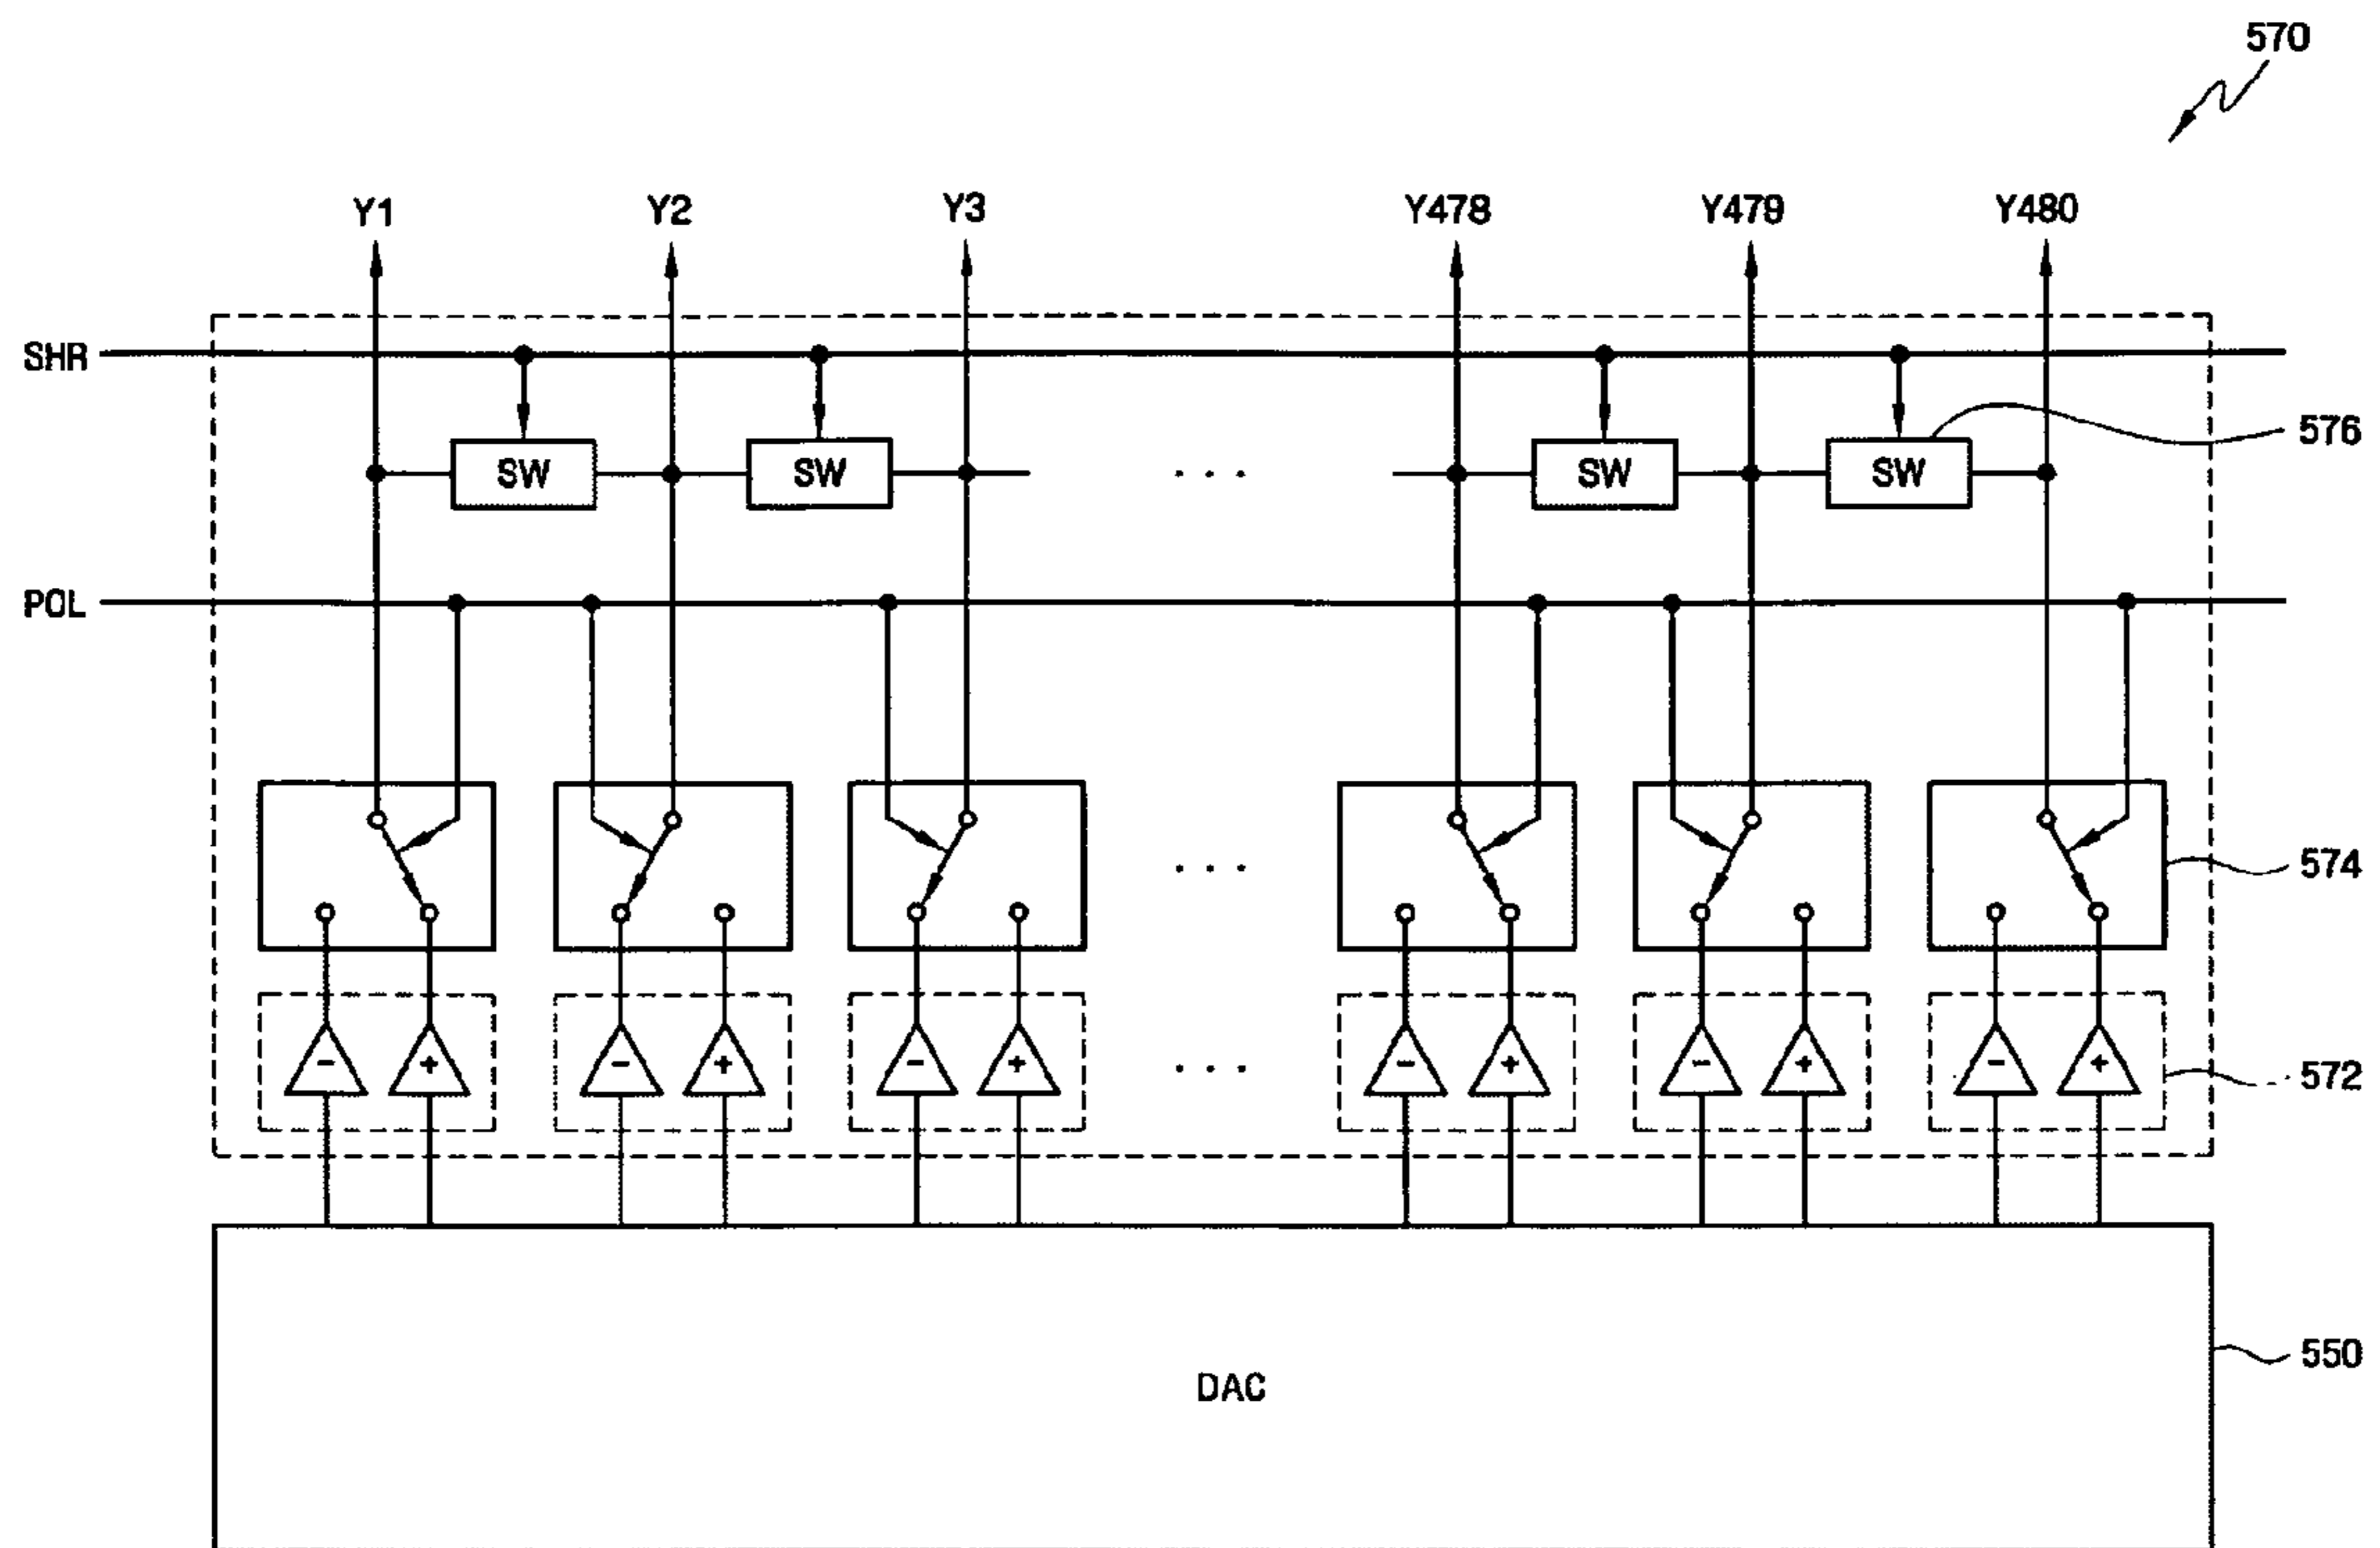 570
Y1 Y2 Y3 Y478 Y479 Y480
SHR
SW SW . . . SW SW
576
POL
. . .
574
- + - + - + . . . - + - + - +
572
DAC
550